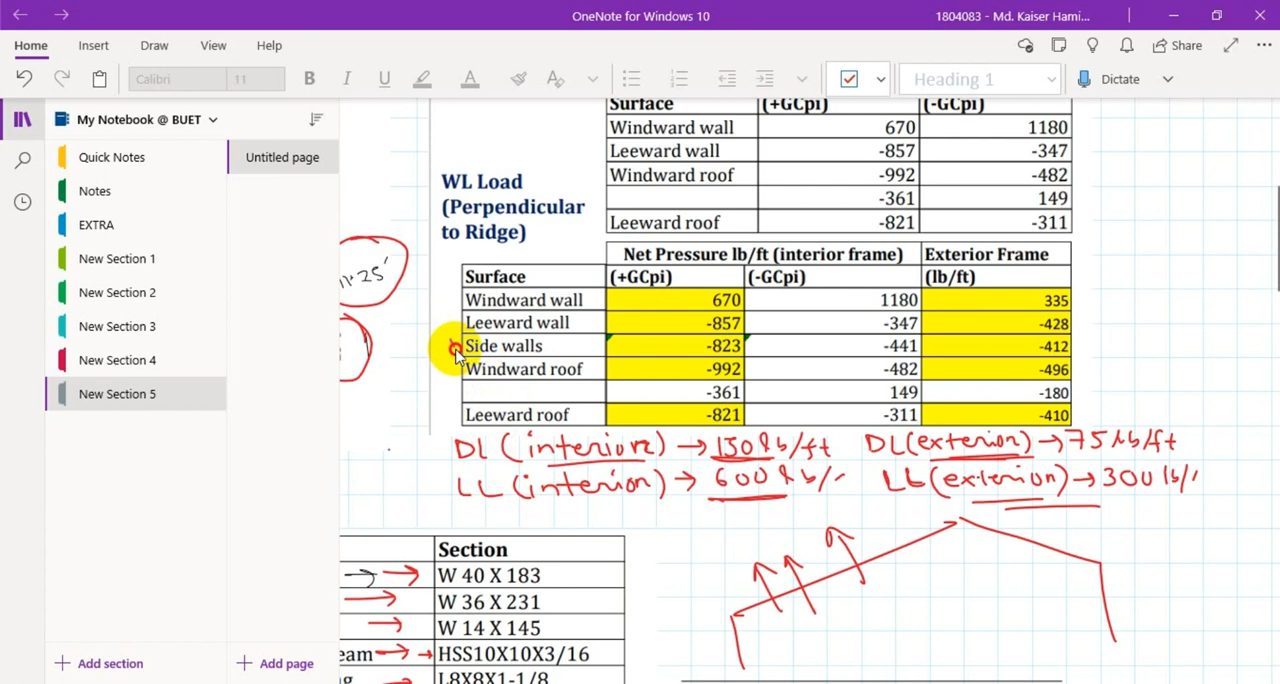 OneNote for Windows 10
1804083 - Md. Kaiser Hami...
Home Insert Draw View Help
Share
Calibri 11 B I U A Heading 1 Dictate
My Notebook @ BUET
Quick Notes
Notes
EXTRA
New Section 1
New Section 2
New Section 3
New Section 4
New Section 5
Add section
Untitled page
Add page
WL Load
(Perpendicular
to Ridge)
Surface (+GCpi) (-GCpi)
Windward wall 670 1180
Leeward wall -857 -347
Windward roof -992 -482
-361 149
Leeward roof -821 -311
Net Pressure lb/ft (interior frame) Exterior Frame
Surface (+GCpi) (-GCpi) (lb/ft)
Windward wall 670 1180 335
Leeward wall -857 -347 -428
Side walls -823 -441 -412
Windward roof -992 -482 -496
-361 149 -180
Leeward roof -821 -311 -410
DL (interiore) → 150 lb/ft DL (exterior) → 75 lb/ft
LL (interior) → 600 lb/ LL (exterior) → 300 lb/
Section
W 40 X 183
W 36 X 231
W 14 X 145
eam HSS10X10X3/16
L8X8X1-1/8